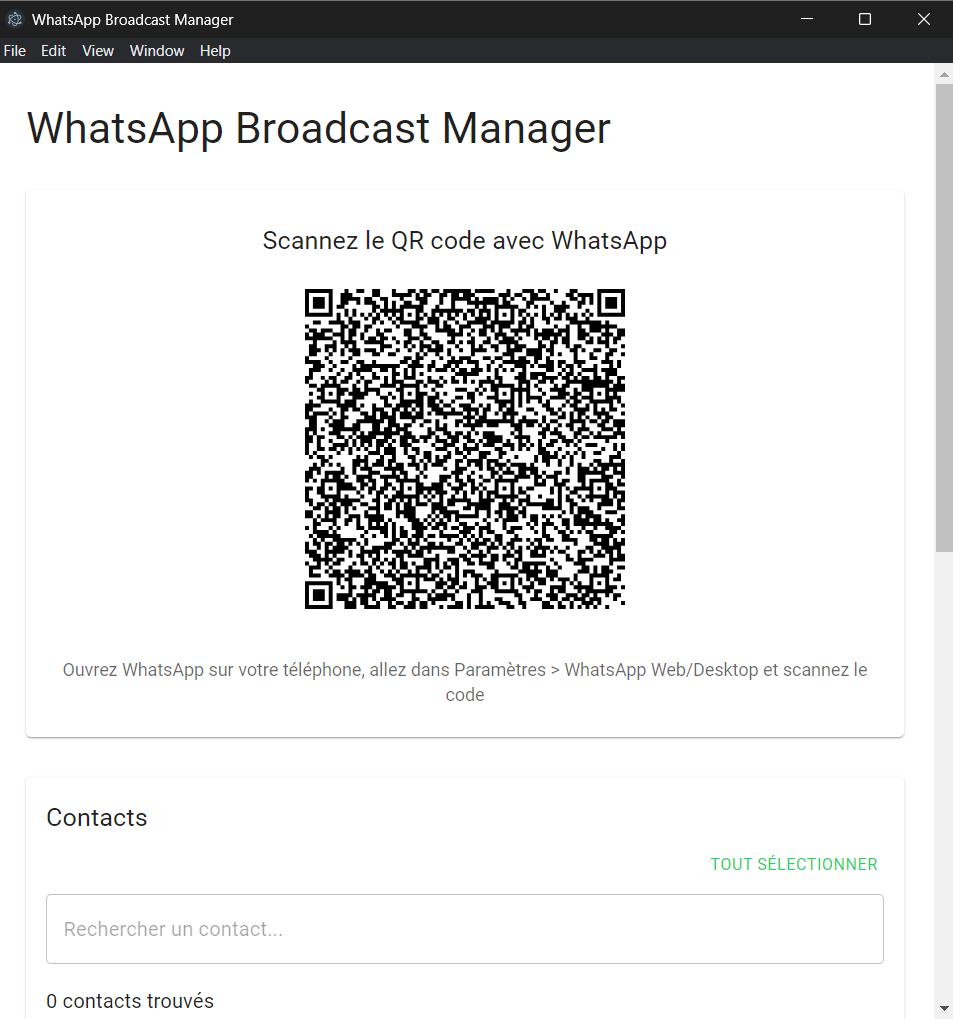 WhatsApp Broadcast Manager
File Edit View Window Help
WhatsApp Broadcast Manager
Scannez le QR code avec WhatsApp
Ouvrez WhatsApp sur votre téléphone, allez dans Paramètres > WhatsApp Web/Desktop et scannez le
code
Contacts
TOUT SÉLECTIONNER
Rechercher un contact...
0 contacts trouvés